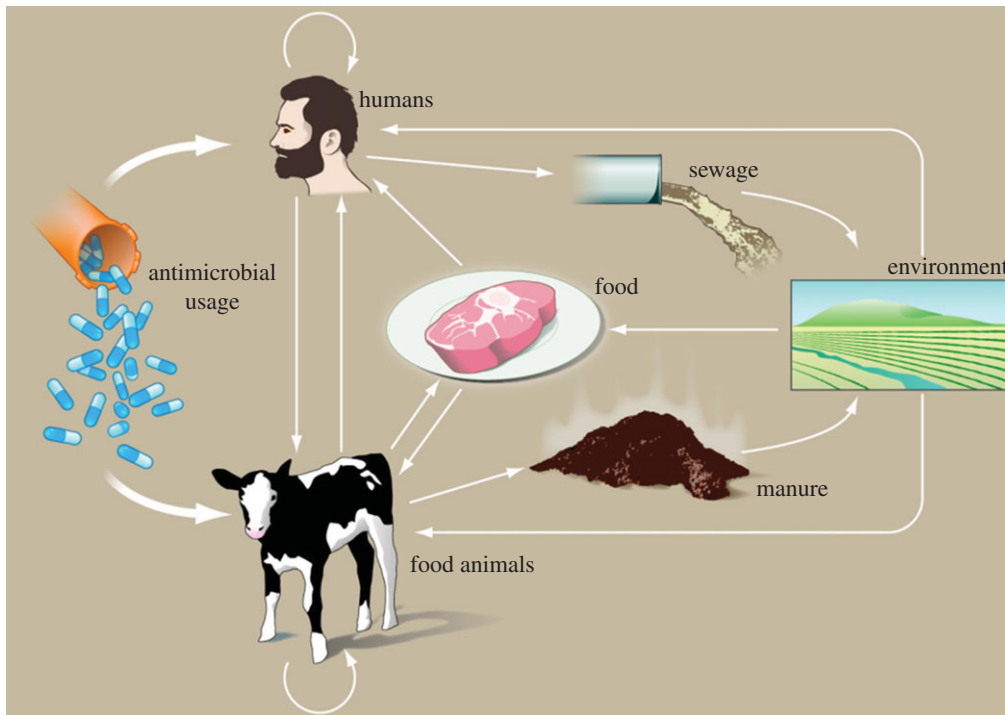 humans
sewage
antimicrobial
usage
environment
food
manure
food animals